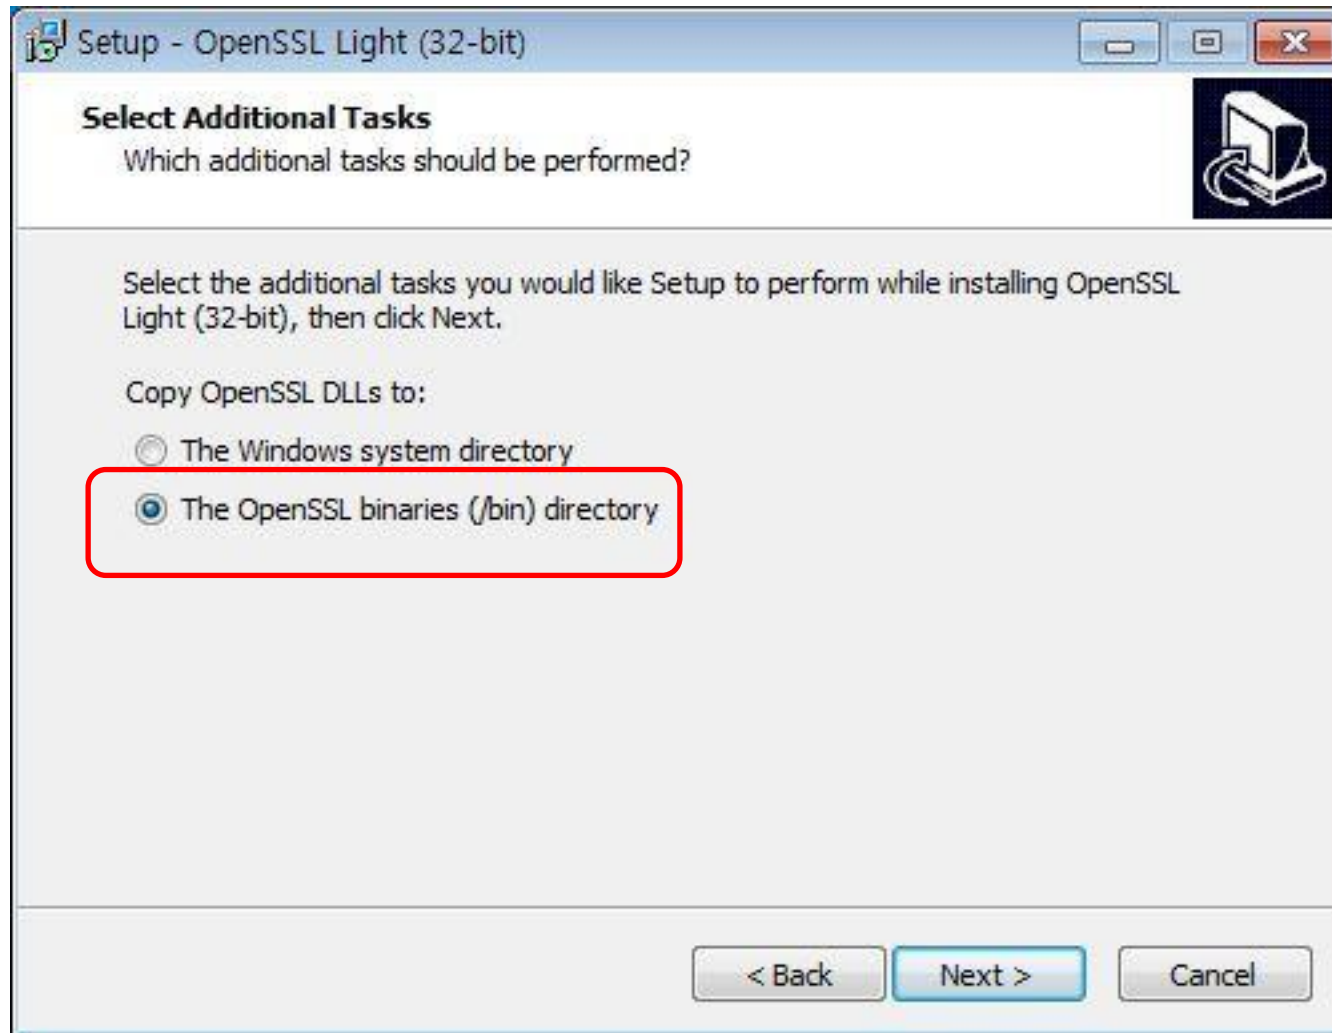 Setup - OpenSSL Light (32-bit)
Select Additional Tasks
Which additional tasks should be performed?
Select the additional tasks you would like Setup to perform while installing OpenSSL
Light (32-bit), then click Next.
Copy OpenSSL DLLs to:
The Windows system directory
The OpenSSL binaries (/bin) directory
< Back
Next >
Cancel